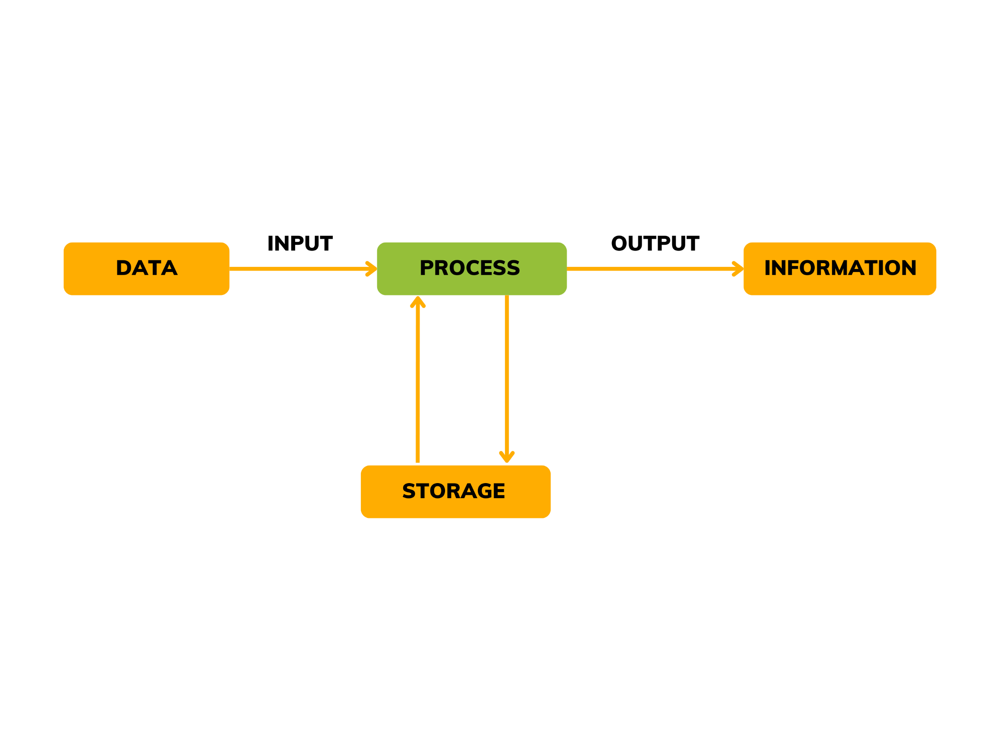 INPUT
OUTPUT
DATA
PROCESS
INFORMATION
STORAGE